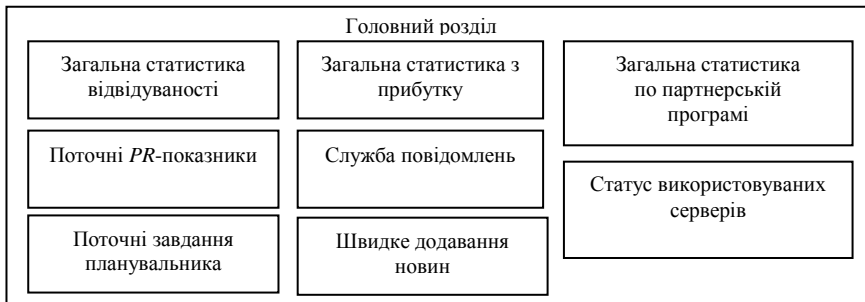 Головний розділ
Загальна статистика
відвідуваності
Загальна статистика з
прибутку
Загальна статистика
по партнерській
програмі
Поточні PR-показники
Служба повідомлень
Статус використовуваних
серверів
Поточні завдання
планувальника
Швидке додавання
новин